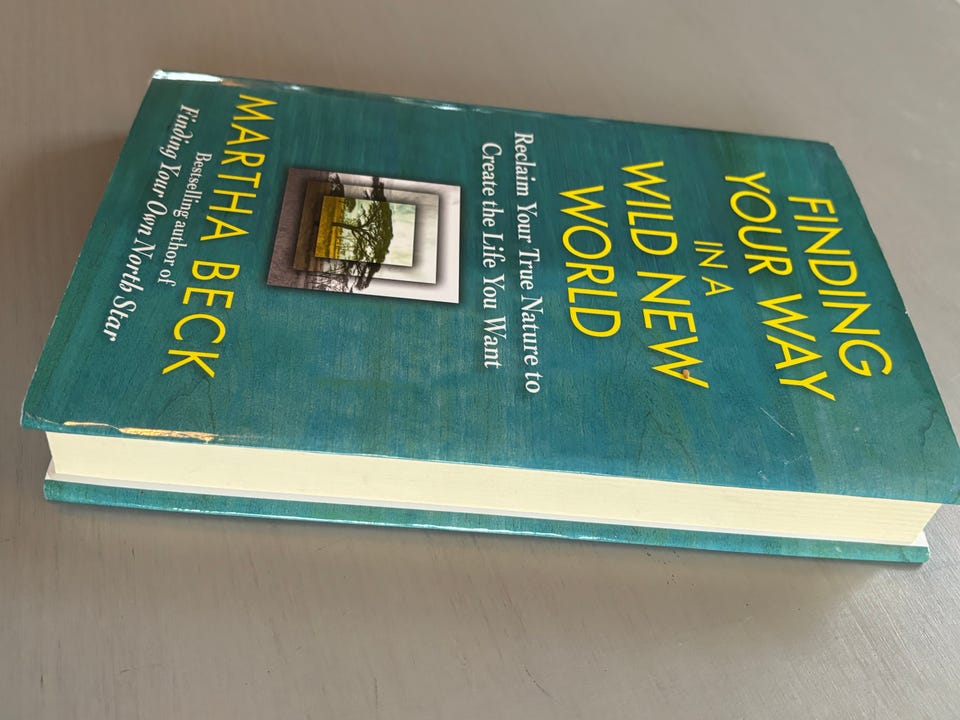 FINDING
YOUR WAY
IN A
WILD NEW
WORLD
Reclaim Your True Nature to
Create the Life You Want
MARTHA BECK
Bestselling author of
Finding Your Own North Star